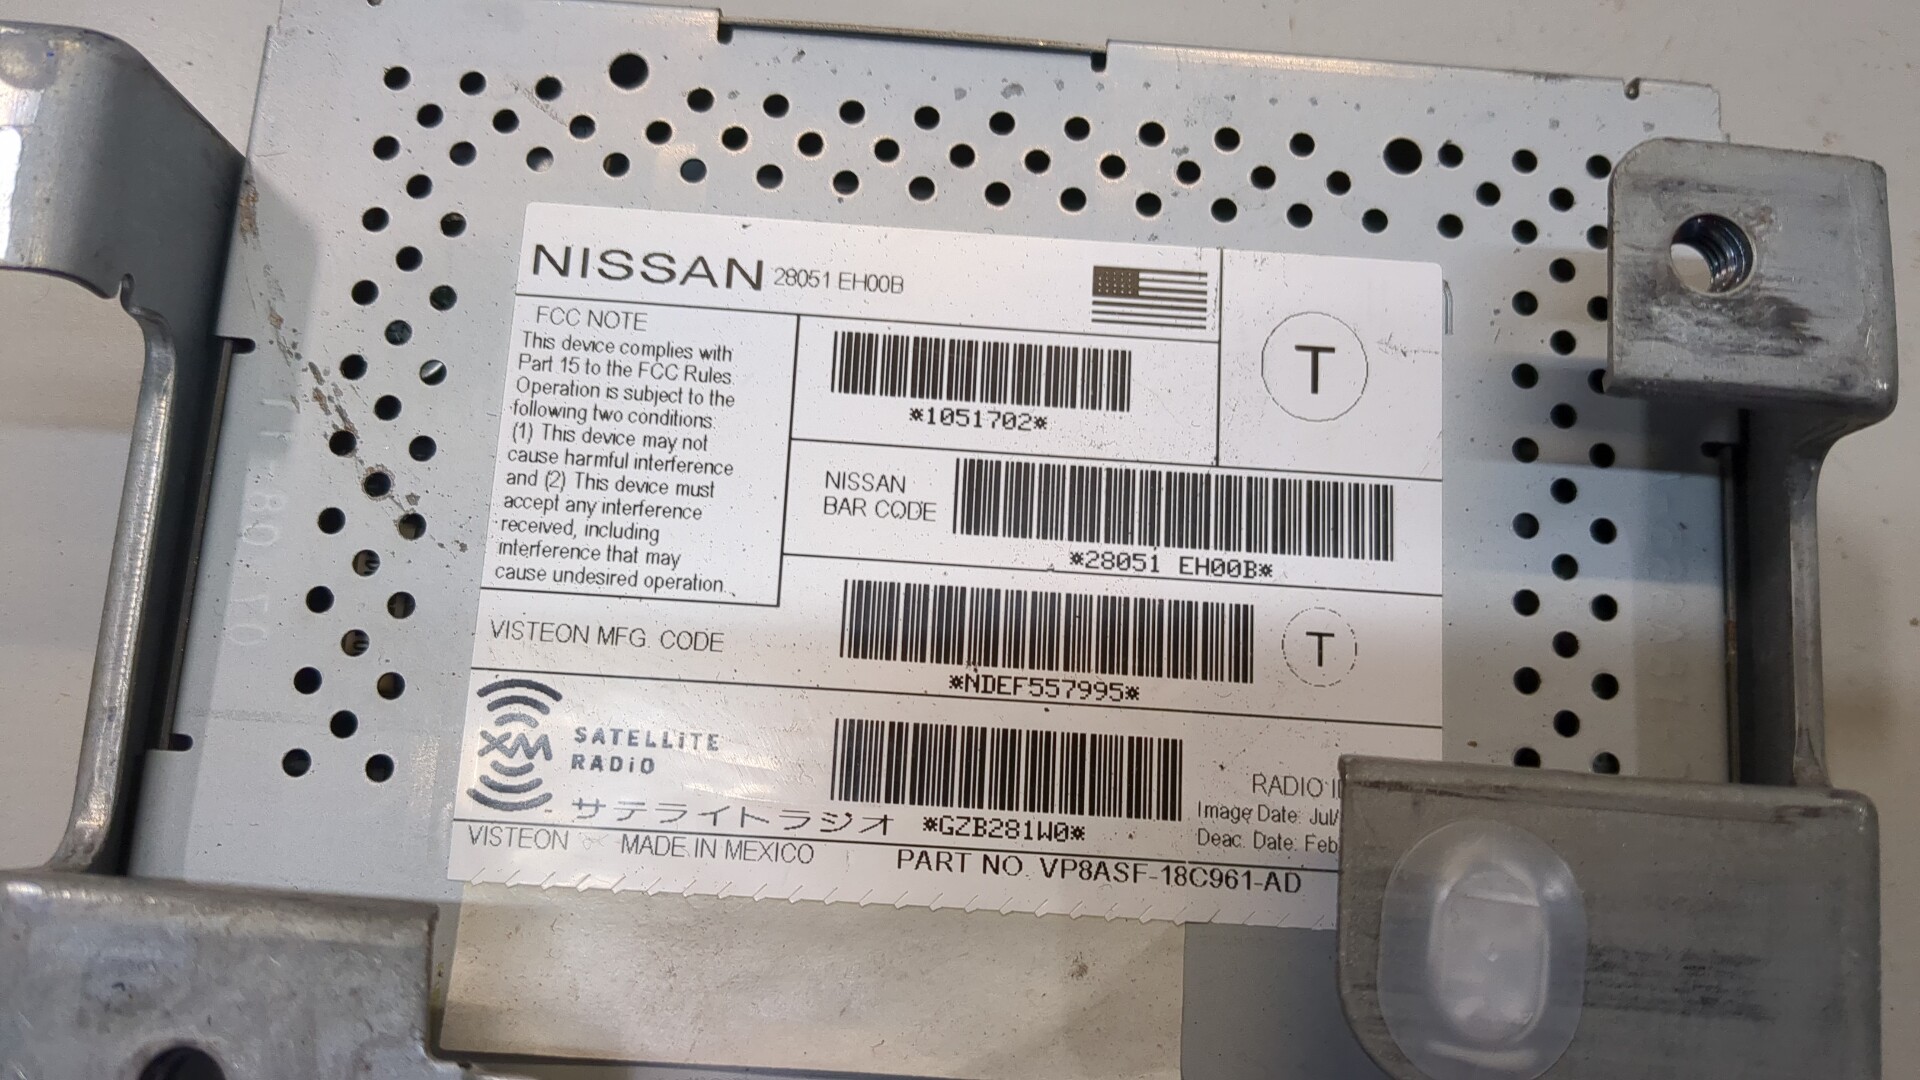 NISSAN 28051 EH00B
T
FCC NOTE
This device complies with
Part 15 to the FCC Rules.
Operation is subject to the
following two conditions:
(1) This device may not
cause harmful interference
and (2) This device must
accept any interference
received, including
interference that may
cause undesired operation.
*1051702*
NISSAN
BAR CODE
*28051 EH00B*
VISTEON MFG. CODE
*NDEF557995*
T
XM SATELLITE
RADiO
サテライトラジオ
*GZB281W0*
RADIO
Image Date: Jul/
Deac. Date: Feb
VISTEON MADE IN MEXICO PART NO. VP8ASF-18C961-AD